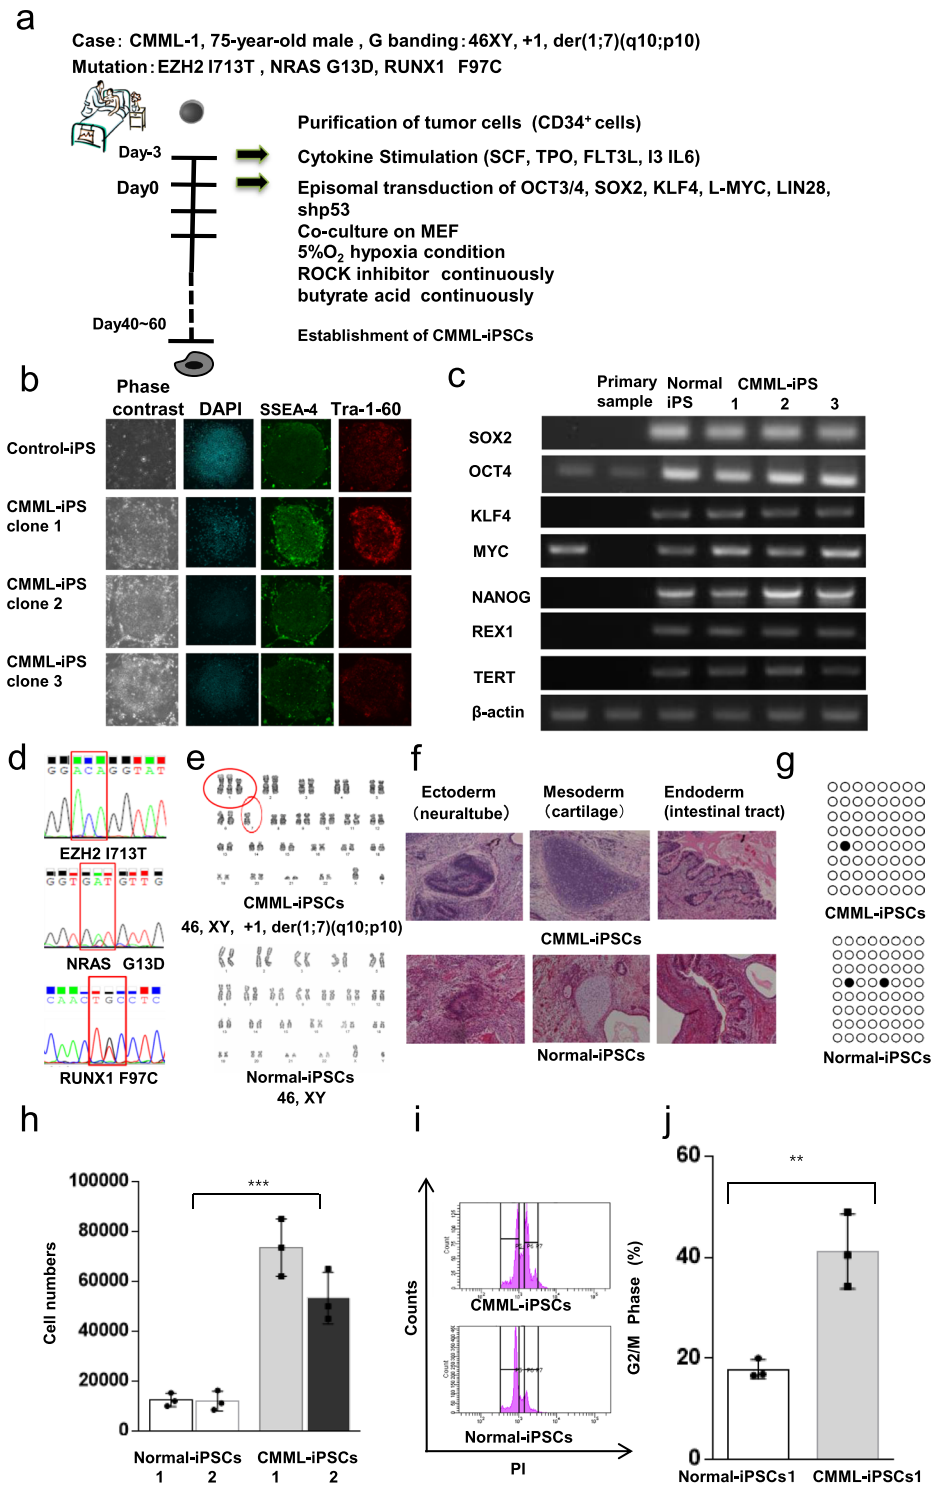 a
Case: CMML-1, 75-year-old male , G banding : 46XY, +1, der(1;7)(q10;p10)
Mutation : EZH2 I713T , NRAS G13D, RUNX1 F97C
Purification of tumor cells (CD34+ cells)
Day-3
Cytokine Stimulation (SCF, TPO, FLT3L, I3 IL6)
Day0
Episomal transduction of OCT3/4, SOX2, KLF4, L-MYC, LIN28,
shp53
Co-culture on MEF
5%O2 hypoxia condition
ROCK inhibitor continuously
butyrate acid continuously
Day40~60
Establishment of CMML-iPSCs
b
Phase
contrast
DAPI
SSEA-4
Tra-1-60
Control-iPS
CMML-iPS
clone 1
CMML-iPS
clone 2
CMML-iPS
clone 3
c
Primary
sample
Normal
iPS
CMML-iPS
1 2 3
SOX2
OCT4
KLF4
MYC
NANOG
REX1
TERT
β-actin
d
G G A C A G G T A T
EZH2 I713T
G G T G A T G T T G
NRAS G13D
C A A C T G C C T C
RUNX1 F97C
e
CMML-iPSCs
46, XY, +1, der(1;7)(q10;p10)
Normal-iPSCs
46, XY
f
Ectoderm
(neuraltube)
Mesoderm
(cartilage)
Endoderm
(intestinal tract)
CMML-iPSCs
Normal-iPSCs
g
CMML-iPSCs
Normal-iPSCs
h
Cell numbers
100000
80000
60000
40000
20000
0
***
Normal-iPSCs
1 2
CMML-iPSCs
1 2
i
Counts
Count
CMML-iPSCs
Count
Normal-iPSCs
PI
j
G2/M Phase (%)
60
40
20
0
**
Normal-iPSCs1
CMML-iPSCs1